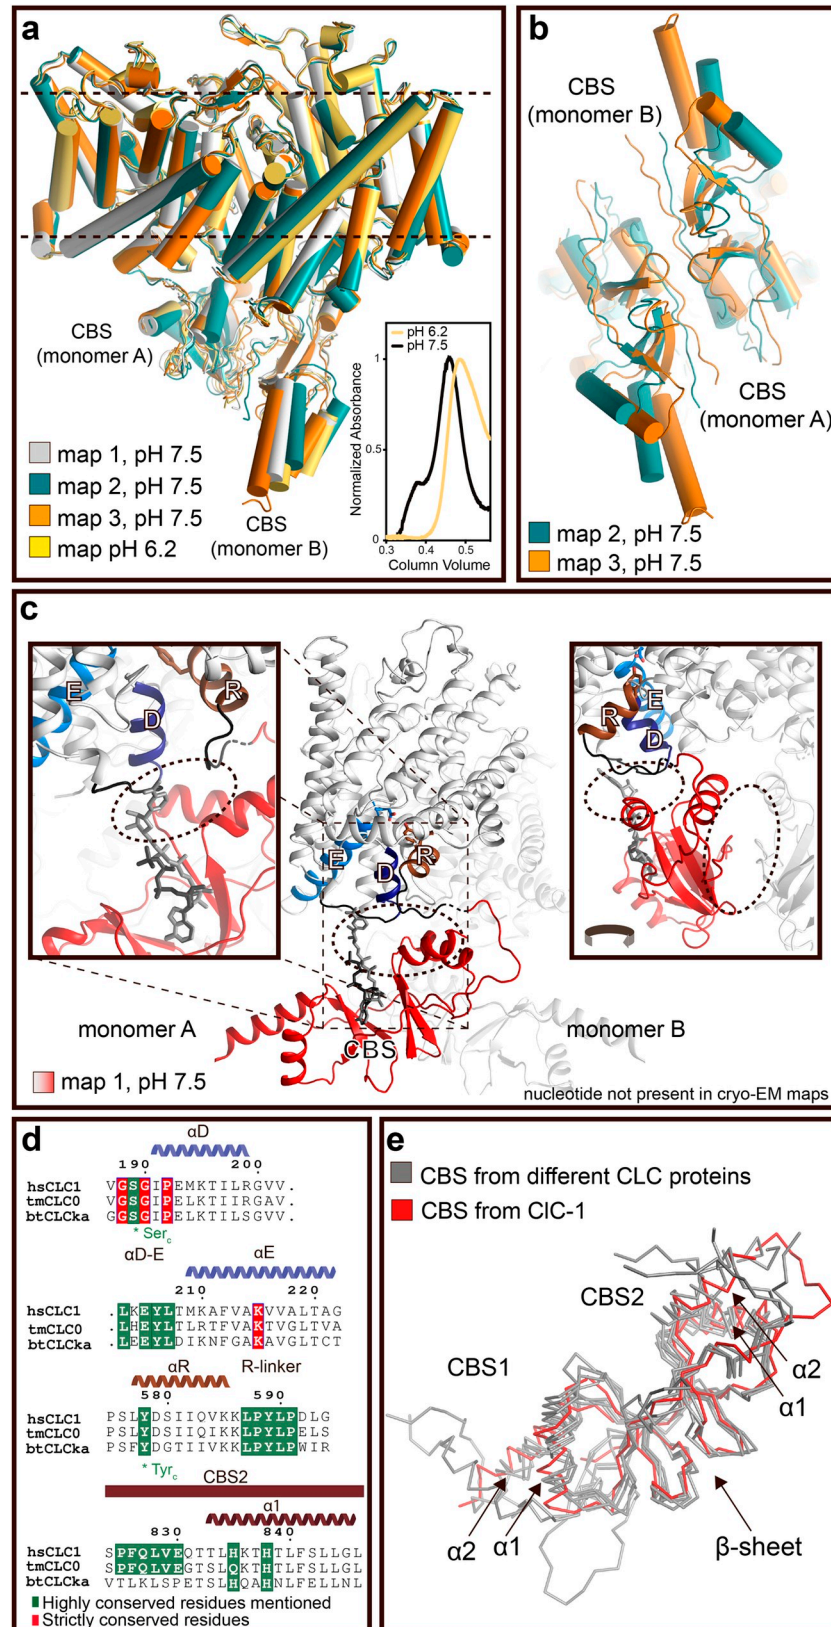 a
CBS
(monomer A)
map 1, pH 7.5
map 2, pH 7.5
map 3, pH 7.5
map pH 6.2
CBS
(monomer B)
pH 6.2
pH 7.5
Normalized Absorbance
1
0.5
0
0.3 0.4 0.5
Column Volume
b
CBS
(monomer B)
CBS
(monomer A)
map 2, pH 7.5
map 3, pH 7.5
c
E
D
R
E
D
R
R
E
D
monomer A
CBS
monomer B
map 1, pH 7.5
nucleotide not present in cryo-EM maps
d
αD
190 200
hsCLC1 VGSGIPEMKTILRGVV.
tmCLC0 VGSGIPELKTIIRGAV.
btCLCka GGSGIPELKTILSGVV.
* Ser c
αD-E αE
210 220
hsCLC1 .LKEYLTMKAFVAKVVALTAG
tmCLC0 .LHEYLTLRTFVAKTVGLTVA
btCLCka .LEEYLDIKNFGAKAVGLTCT
αR R-linker
580 590
hsCLC1 PSLYDSIIQVKKLPYLPDLG
tmCLC0 PSLYDSIIQIKKLPYLPELS
btCLCka PSFYDGTIIVKKLPYLPWIR
* Tyr c
CBS2
α1
830 840
hsCLC1 SPFQLVEQTTLHKTHTLFSLLGL
tmCLC0 SPFQLVEGTSLQKTHTLFSLLGL
btCLCka VTLKLSPETSLHQAHNLFELLNL
Highly conserved residues mentioned
Strictly conserved residues
e
CBS from different CLC proteins
CBS from ClC-1
CBS2
CBS1
α2
α1
α2
α1
β-sheet